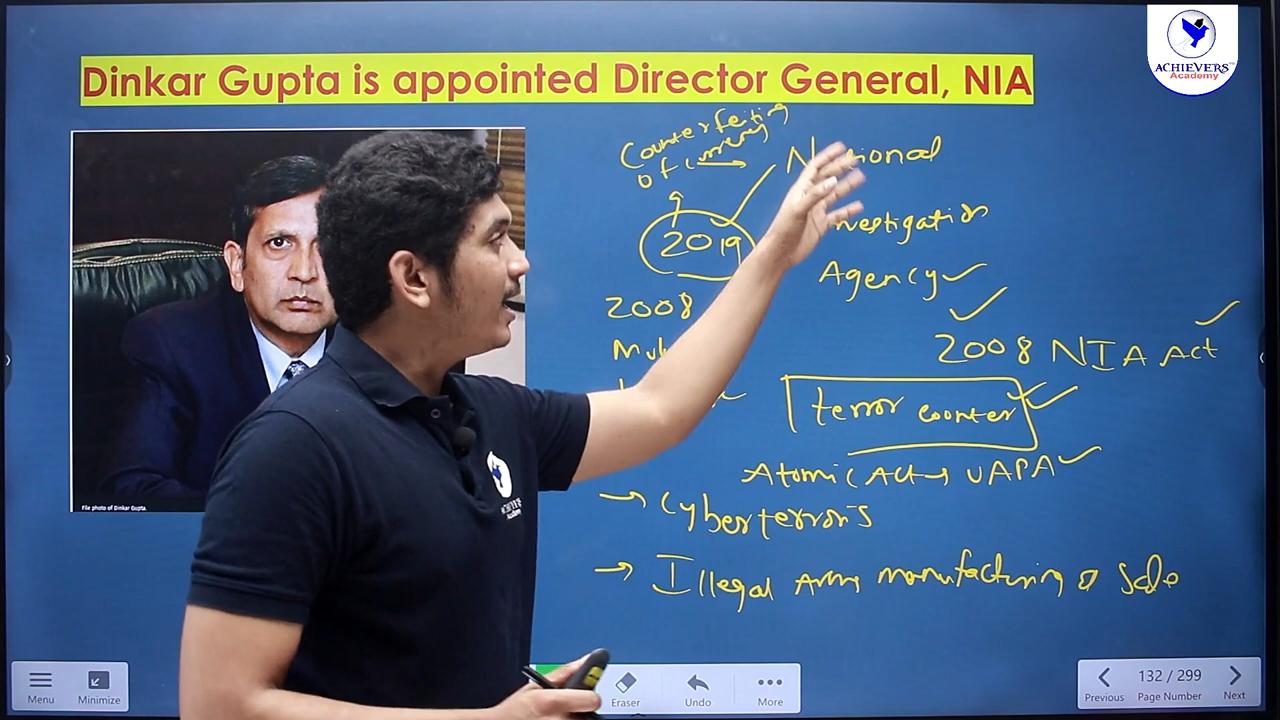 Dinkar Gupta is appointed Director General, NIA
ACHIEVERS
Academy
Counterfeiting
of currency
National
2019
Investigation
Agency
2008
2008 NIA Act
terror counter
Atomic Act → UAPA
→ Cyberterroris
→ Illegal Arms manufacturing & Sale
File photo of Dinkar Gupta.
Academy
Menu
Minimize
Eraser
Undo
More
Previous
132 / 299
Page Number
Next